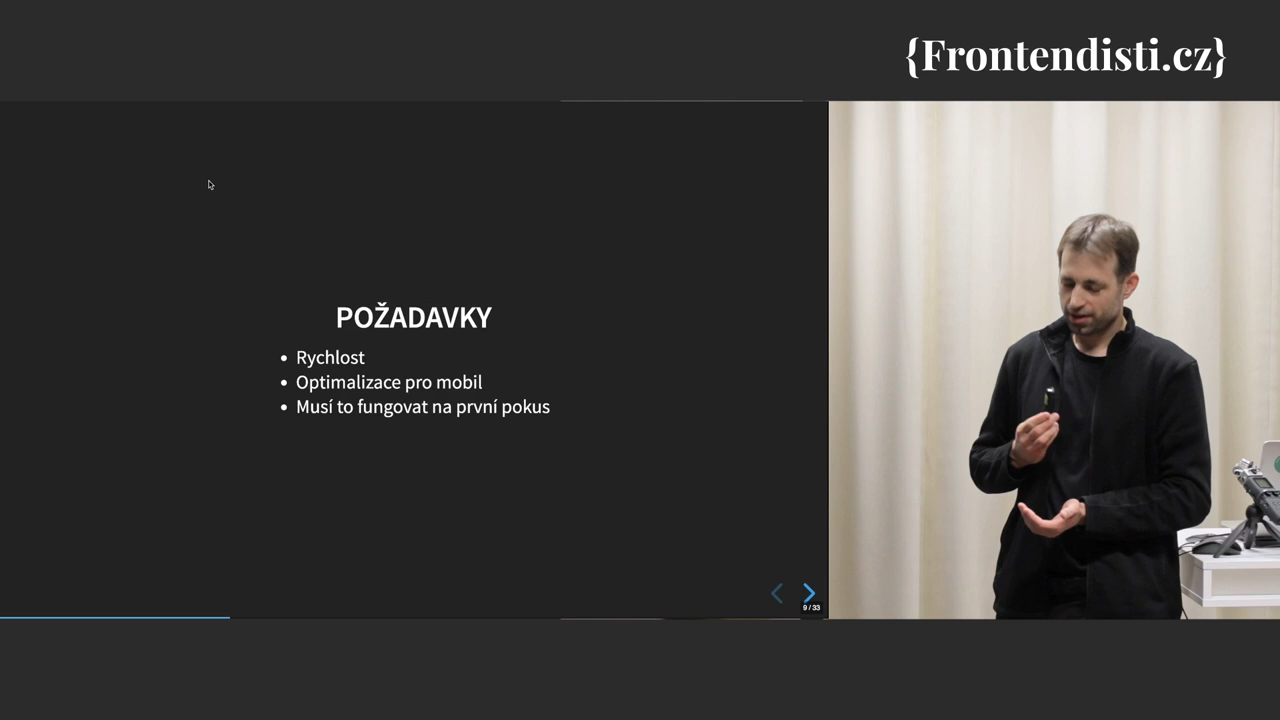 {Frontendisti.cz}
POŽADAVKY
Rychlost
Optimalizace pro mobil
Musí to fungovat na první pokus
9 / 33